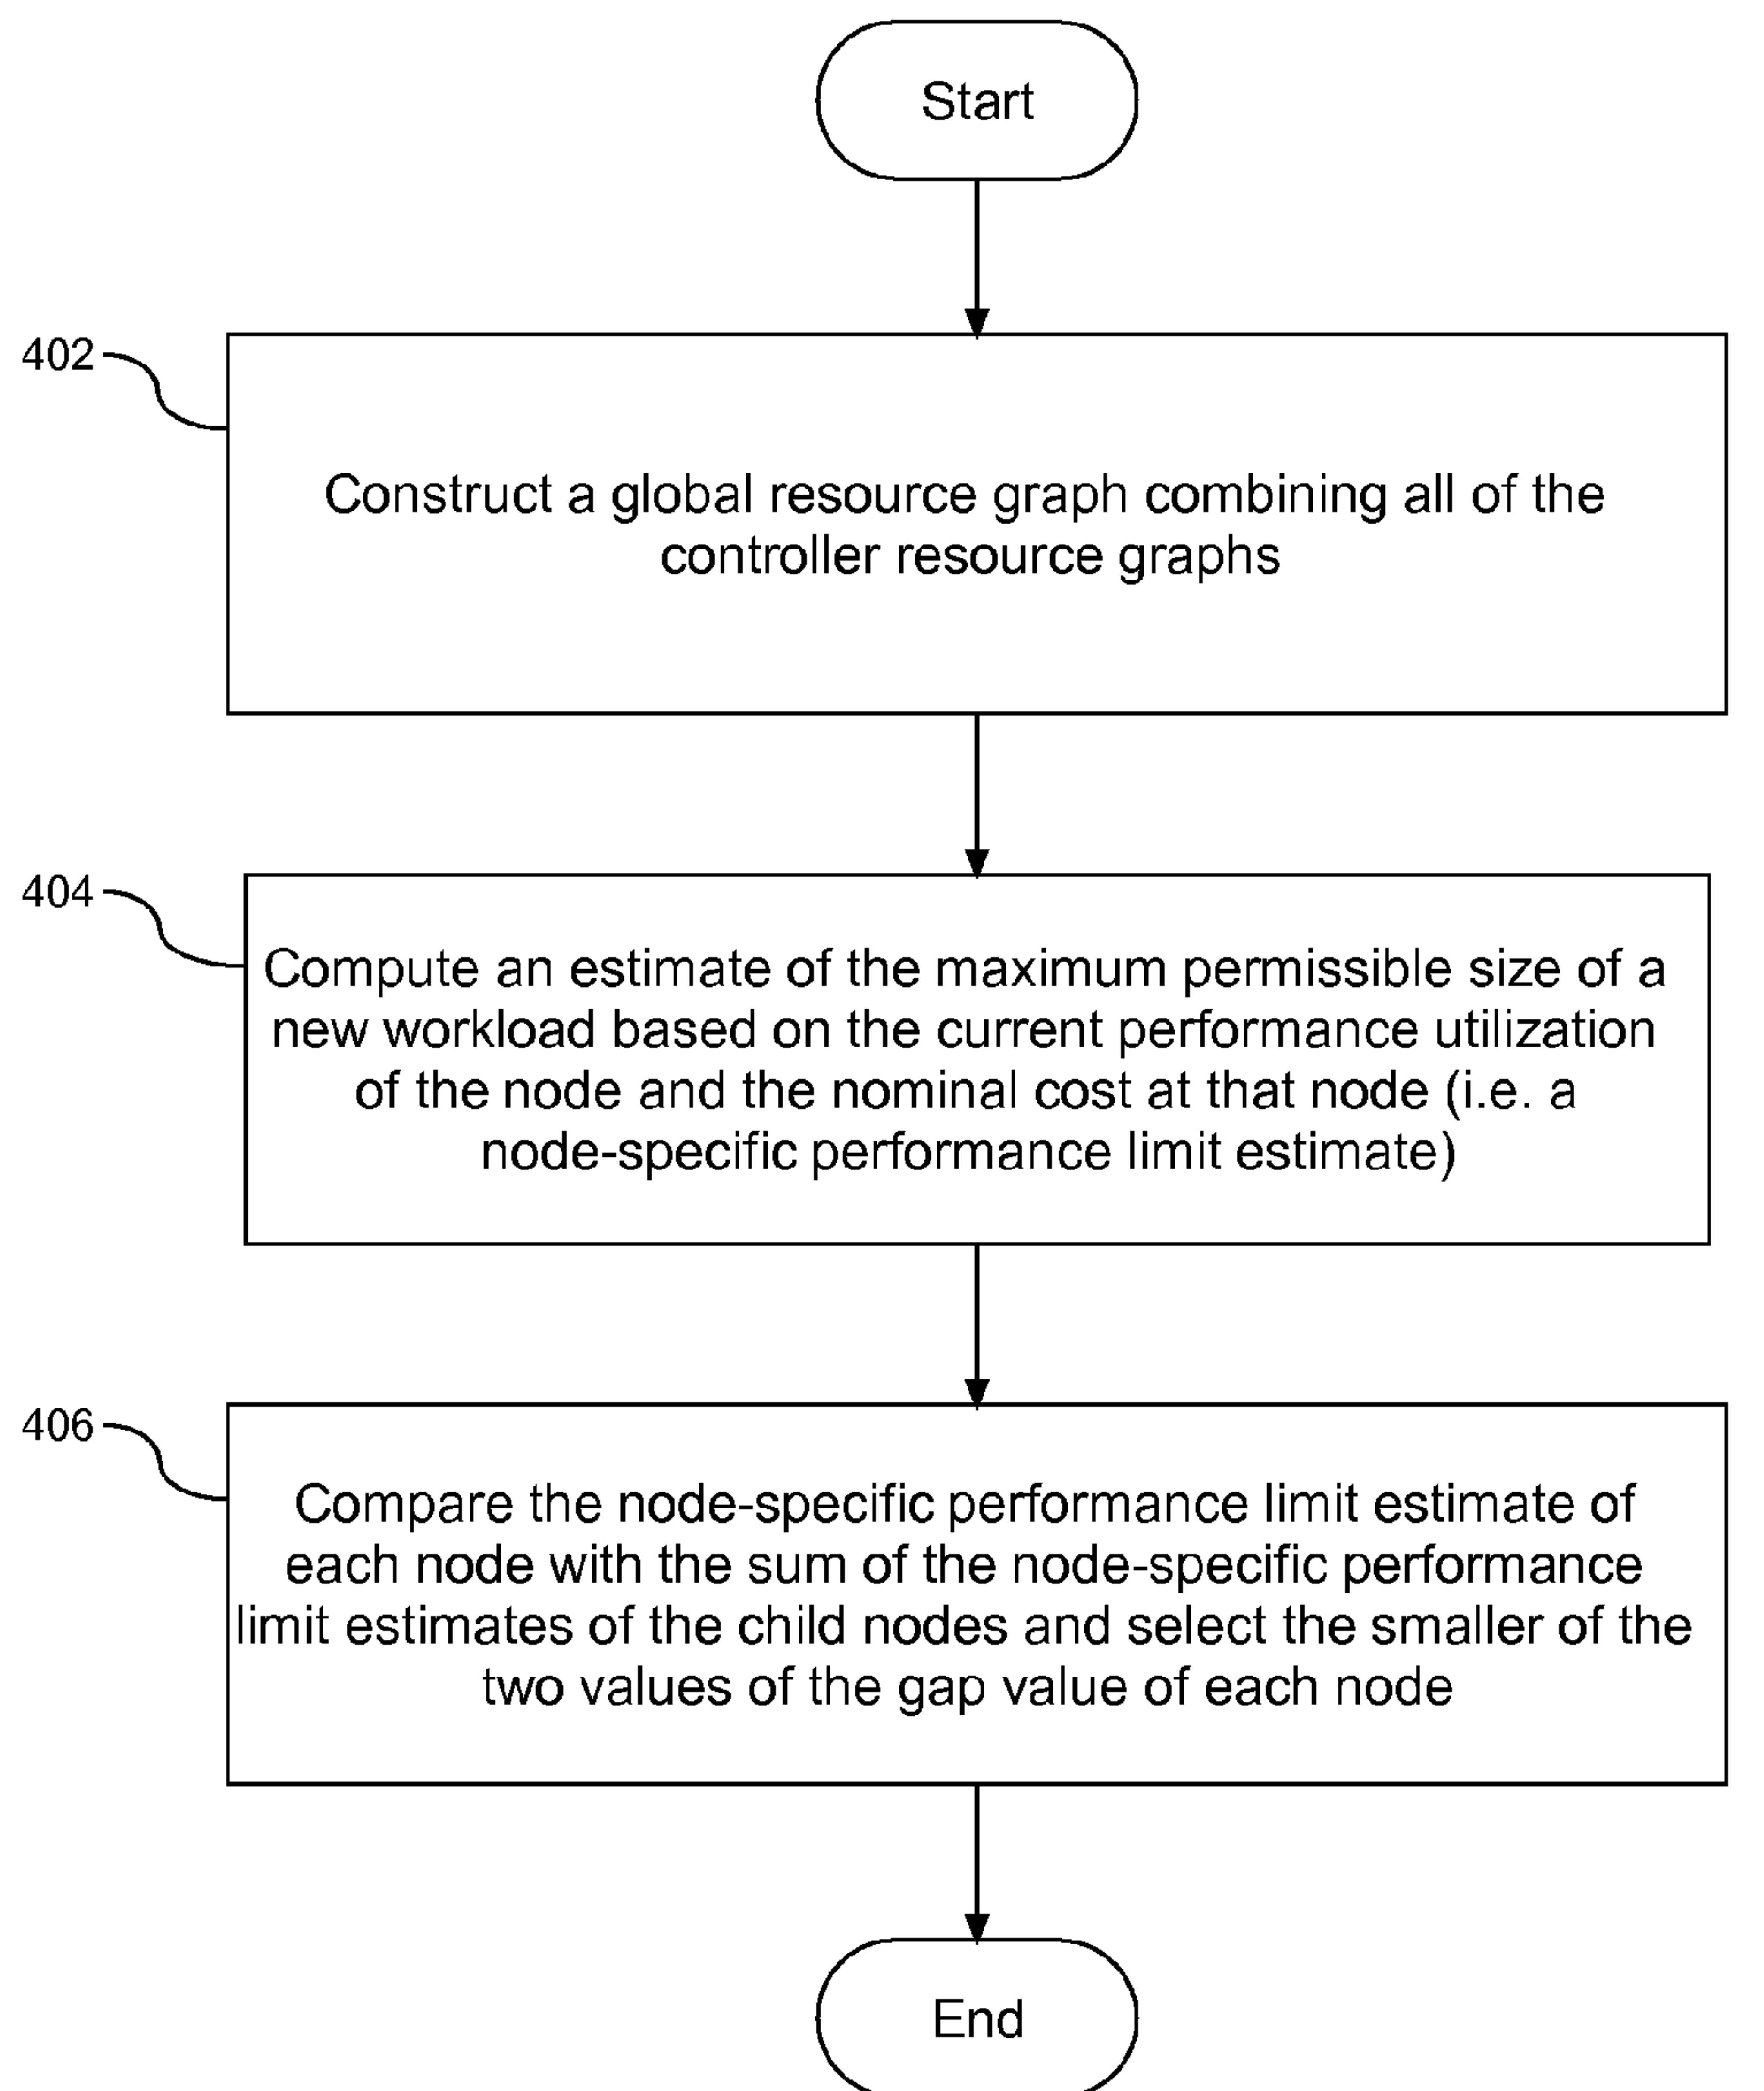 Start
402
Construct a global resource graph combining all of the
controller resource graphs
404
Compute an estimate of the maximum permissible size of a
new workload based on the current performance utilization
of the node and the nominal cost at that node (i.e. a
node-specific performance limit estimate)
406
Compare the node-specific performance limit estimate of
each node with the sum of the node-specific performance
limit estimates of the child nodes and select the smaller of the
two values of the gap value of each node
End